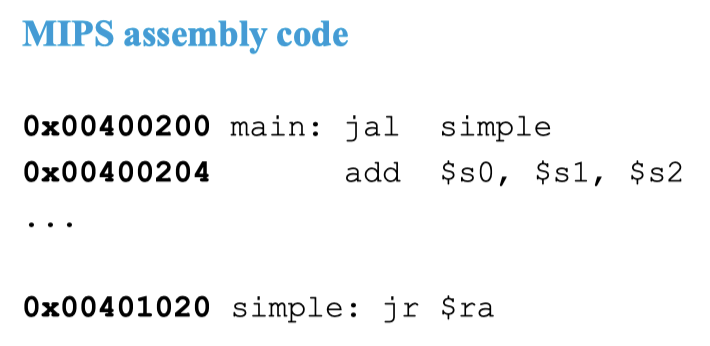 MIPS assembly code
0x00400200 main: jal simple
0x00400204 add $s0, $s1, $s2
...
0x00401020 simple: jr $ra